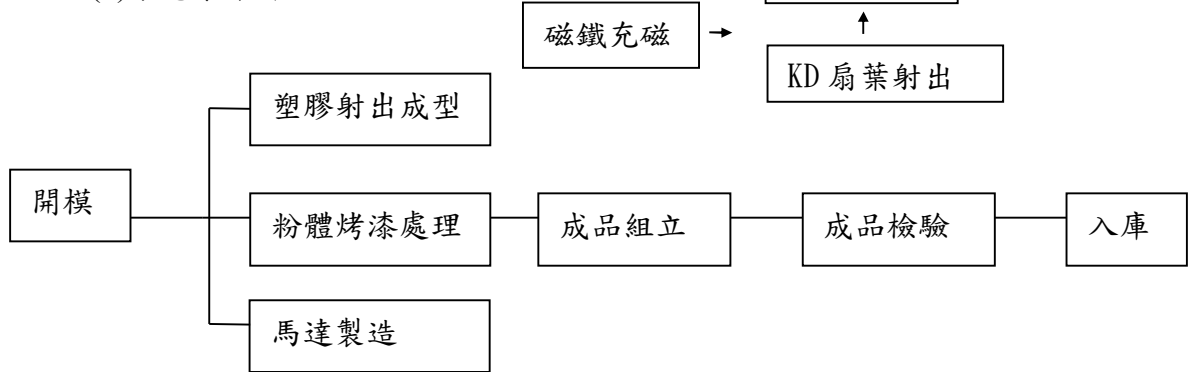 磁鐵充磁
KD扇葉射出
塑膠射出成型
開模
粉體烤漆處理
成品組立
成品檢驗
入庫
馬達製造